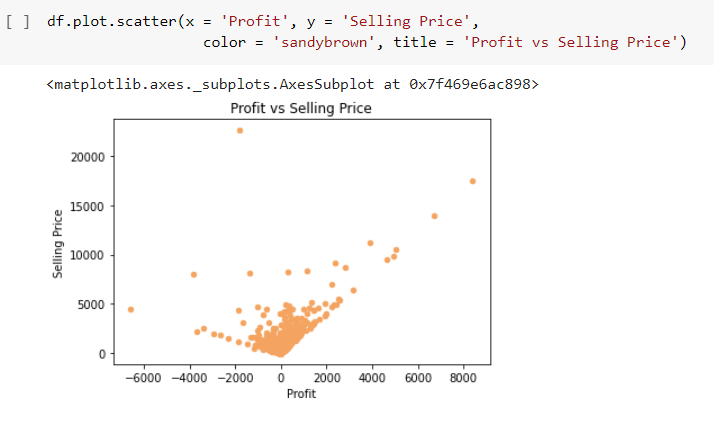 [ ] df.plot.scatter(x = 'Profit', y = 'Selling Price',
color = 'sandybrown', title = 'Profit vs Selling Price')
<matplotlib.axes._subplots.AxesSubplot at 0x7f469e6ac898>
Profit vs Selling Price
20000
15000
10000
5000
0
Selling Price
−6000 −4000 −2000 0 2000 4000 6000 8000
Profit